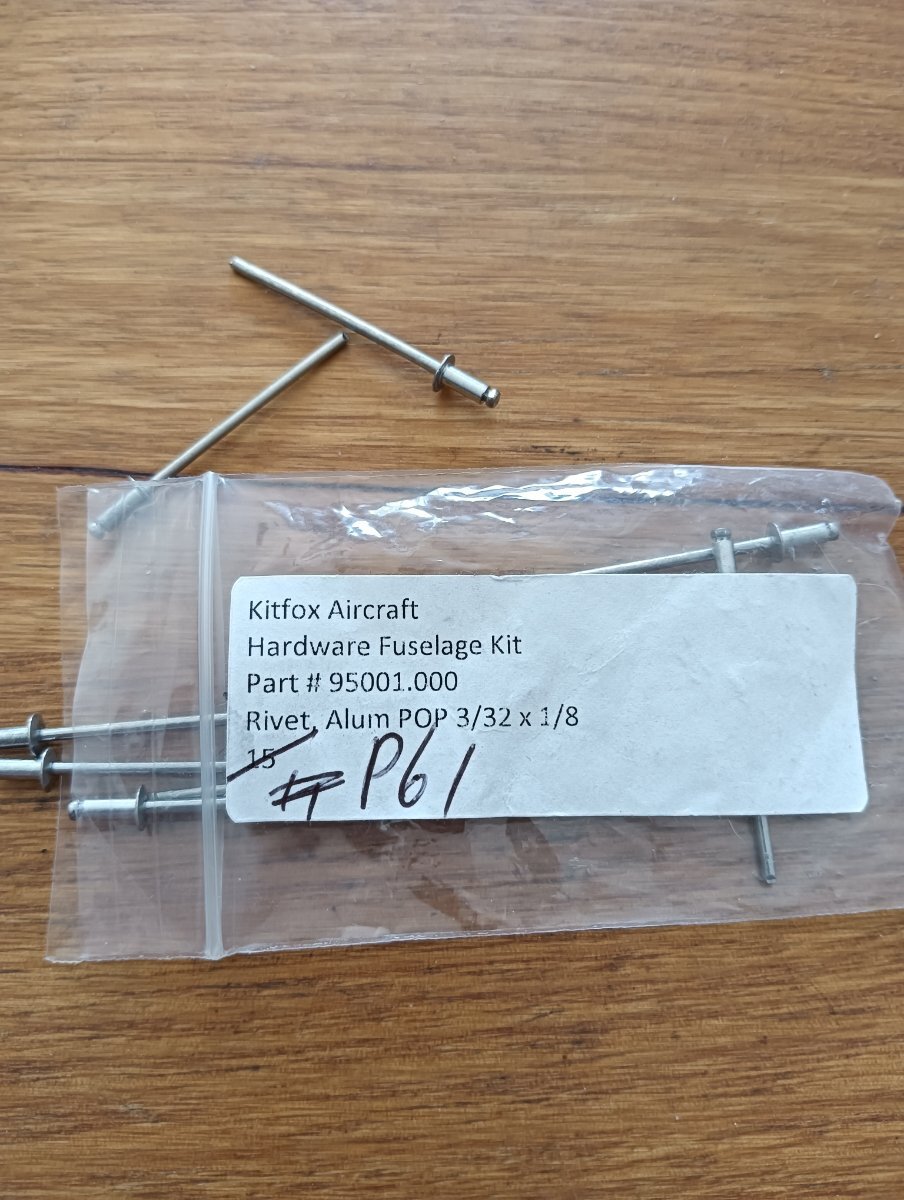 Kitfox Aircraft
Hardware Fuselage Kit
Part # 95001.000
Rivet, Alum POP 3/32 x 1/8
15
P61